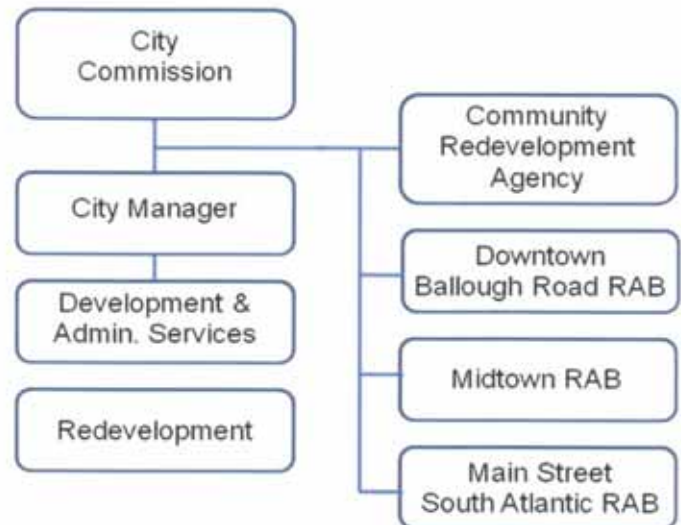 City
Commission
Community
Redevelopment
Agency
City Manager
Downtown
Ballough Road RAB
Development &
Admin. Services
Midtown RAB
Redevelopment
Main Street
South Atlantic RAB